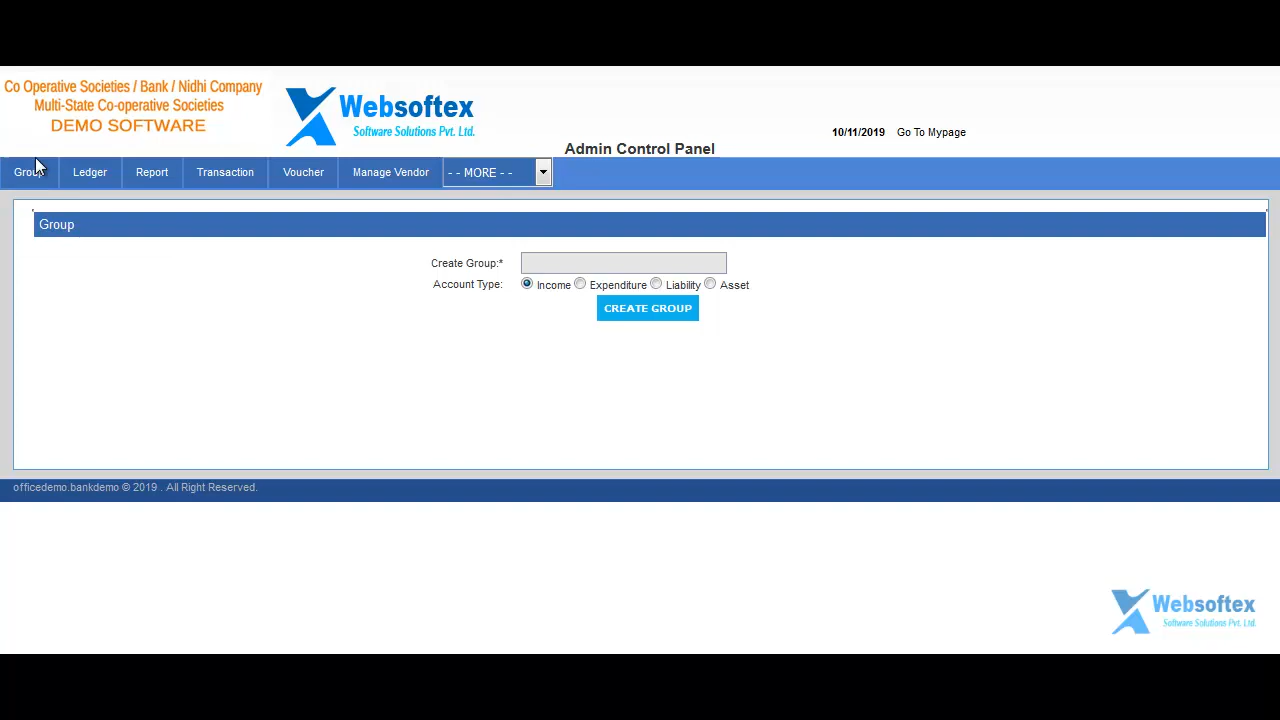 Co Operative Societies / Bank / Nidhi Company
Multi-State Co-operative Societies
DEMO SOFTWARE
Websoftex
Software Solutions Pvt. Ltd.
10/11/2019 Go To Mypage
Admin Control Panel
Group Ledger Report Transaction Voucher Manage Vendor - - MORE - -
Group
Create Group:*
Account Type: Income Expenditure Liability Asset
CREATE GROUP
officedemo.bankdemo © 2019 . All Right Reserved.
Websoftex
Software Solutions Pvt. Ltd.